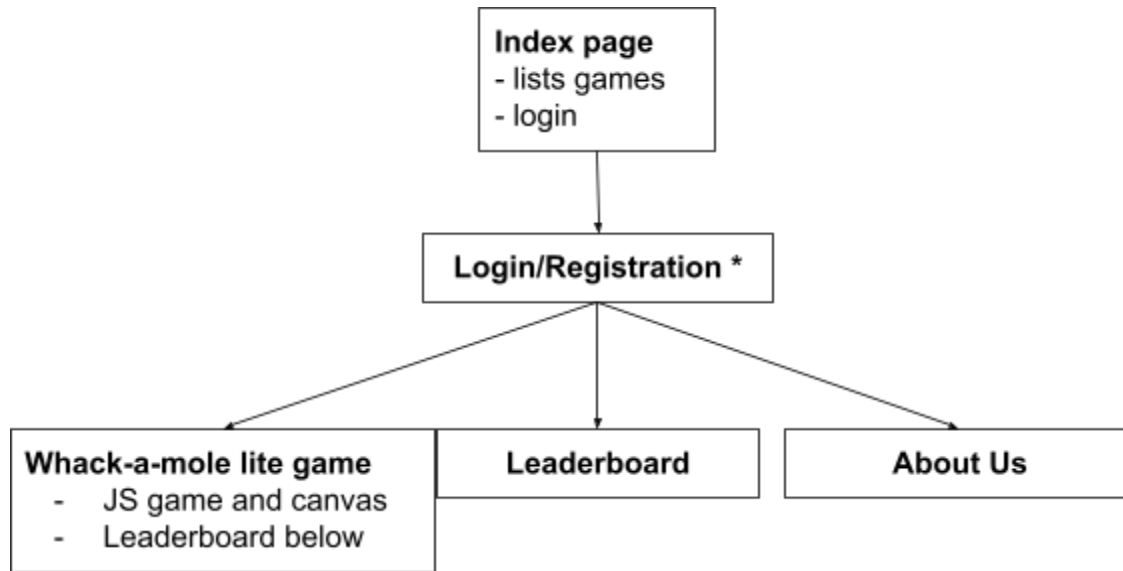 Index page
- lists games
- login
Login/Registration *
Whack-a-mole lite game
- JS game and canvas
- Leaderboard below
Leaderboard
About Us